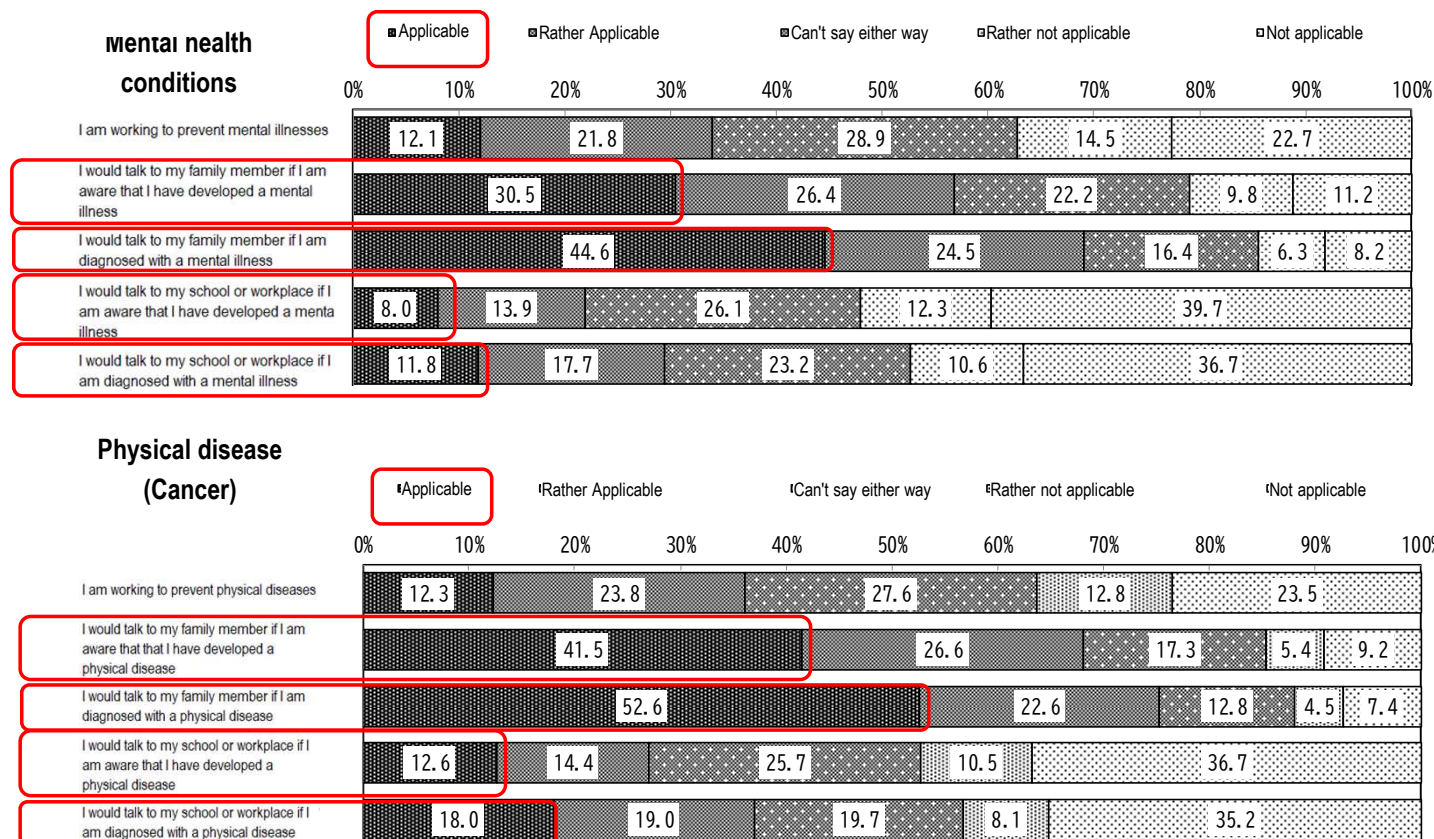 Mental health
conditions
Applicable Rather Applicable Can't say either way Rather not applicable Not applicable
0% 10% 20% 30% 40% 50% 60% 70% 80% 90% 100%
I am working to prevent mental illnesses
12.1 21.8 28.9 14.5 22.7
I would talk to my family member if I am
aware that I have developed a mental
illness
30.5 26.4 22.2 9.8 11.2
I would talk to my family member if I am
diagnosed with a mental illness
44.6 24.5 16.4 6.3 8.2
I would talk to my school or workplace if I
am aware that I have developed a menta
illness
8.0 13.9 26.1 12.3 39.7
I would talk to my school or workplace if I
am diagnosed with a mental illness
11.8 17.7 23.2 10.6 36.7
Physical disease
(Cancer)
Applicable Rather Applicable Can't say either way Rather not applicable Not applicable
0% 10% 20% 30% 40% 50% 60% 70% 80% 90% 100%
I am working to prevent physical diseases
12.3 23.8 27.6 12.8 23.5
I would talk to my family member if I am
aware that that I have developed a
physical disease
41.5 26.6 17.3 5.4 9.2
I would talk to my family member if I am
diagnosed with a physical disease
52.6 22.6 12.8 4.5 7.4
I would talk to my school or workplace if I
am aware that I have developed a
physical disease
12.6 14.4 25.7 10.5 36.7
I would talk to my school or workplace if I
am diagnosed with a physical disease
18.0 19.0 19.7 8.1 35.2